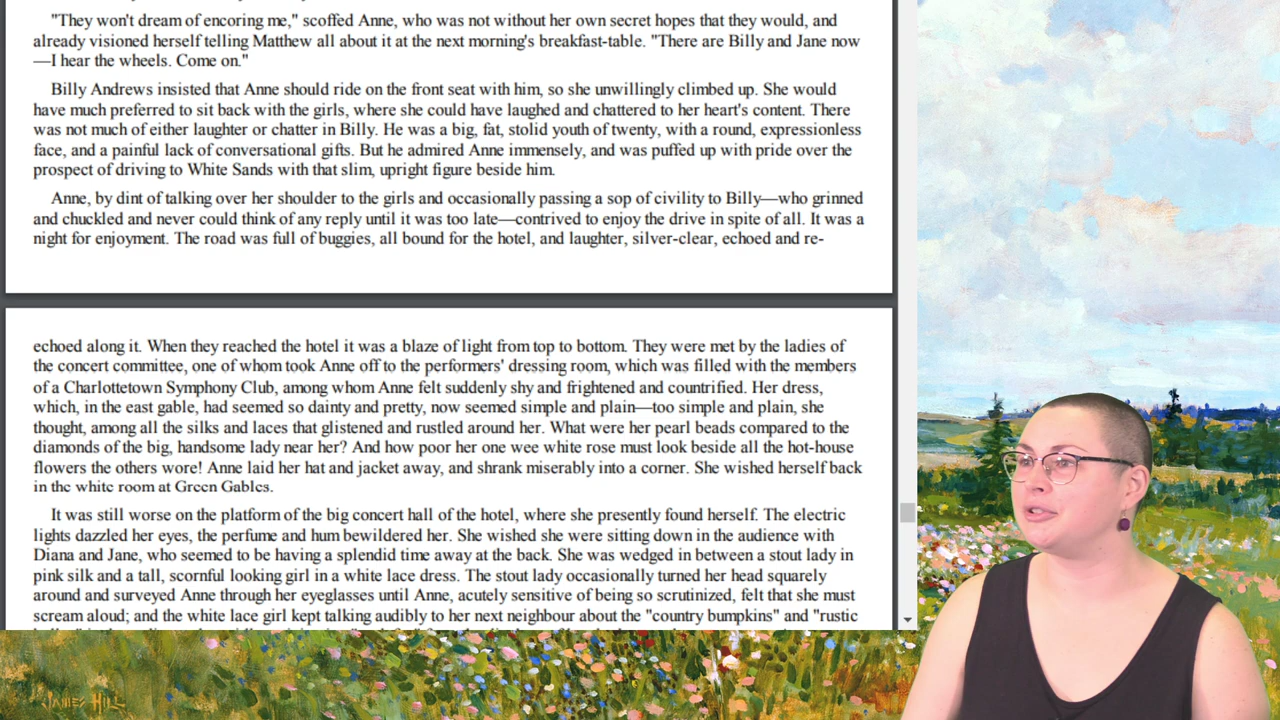 "They won't dream of encoring me," scoffed Anne, who was not without her own secret hopes that they would, and
already visioned herself telling Matthew all about it at the next morning's breakfast-table. "There are Billy and Jane now
—I hear the wheels. Come on."
Billy Andrews insisted that Anne should ride on the front seat with him, so she unwillingly climbed up. She would
have much preferred to sit back with the girls, where she could have laughed and chattered to her heart's content. There
was not much of either laughter or chatter in Billy. He was a big, fat, stolid youth of twenty, with a round, expressionless
face, and a painful lack of conversational gifts. But he admired Anne immensely, and was puffed up with pride over the
prospect of driving to White Sands with that slim, upright figure beside him.
Anne, by dint of talking over her shoulder to the girls and occasionally passing a sop of civility to Billy—who grinned
and chuckled and never could think of any reply until it was too late—contrived to enjoy the drive in spite of all. It was a
night for enjoyment. The road was full of buggies, all bound for the hotel, and laughter, silver-clear, echoed and re-
echoed along it. When they reached the hotel it was a blaze of light from top to bottom. They were met by the ladies of
the concert committee, one of whom took Anne off to the performers' dressing room, which was filled with the members
of a Charlottetown Symphony Club, among whom Anne felt suddenly shy and frightened and countrified. Her dress,
which, in the east gable, had seemed so dainty and pretty, now seemed simple and plain—too simple and plain, she
thought, among all the silks and laces that glistened and rustled around her. What were her pearl beads compared to the
diamonds of the big, handsome lady near her? And how poor her one wee white rose must look beside all the hot-house
flowers the others wore! Anne laid her hat and jacket away, and shrank miserably into a corner. She wished herself back
in the white room at Green Gables.
It was still worse on the platform of the big concert hall of the hotel, where she presently found herself. The electric
lights dazzled her eyes, the perfume and hum bewildered her. She wished she were sitting down in the audience with
Diana and Jane, who seemed to be having a splendid time away at the back. She was wedged in between a stout lady in
pink silk and a tall, scornful looking girl in a white lace dress. The stout lady occasionally turned her head squarely
around and surveyed Anne through her eyeglasses until Anne, acutely sensitive of being so scrutinized, felt that she must
scream aloud; and the white lace girl kept talking audibly to her next neighbour about the "country bumpkins" and "rustic
JAMES HILL